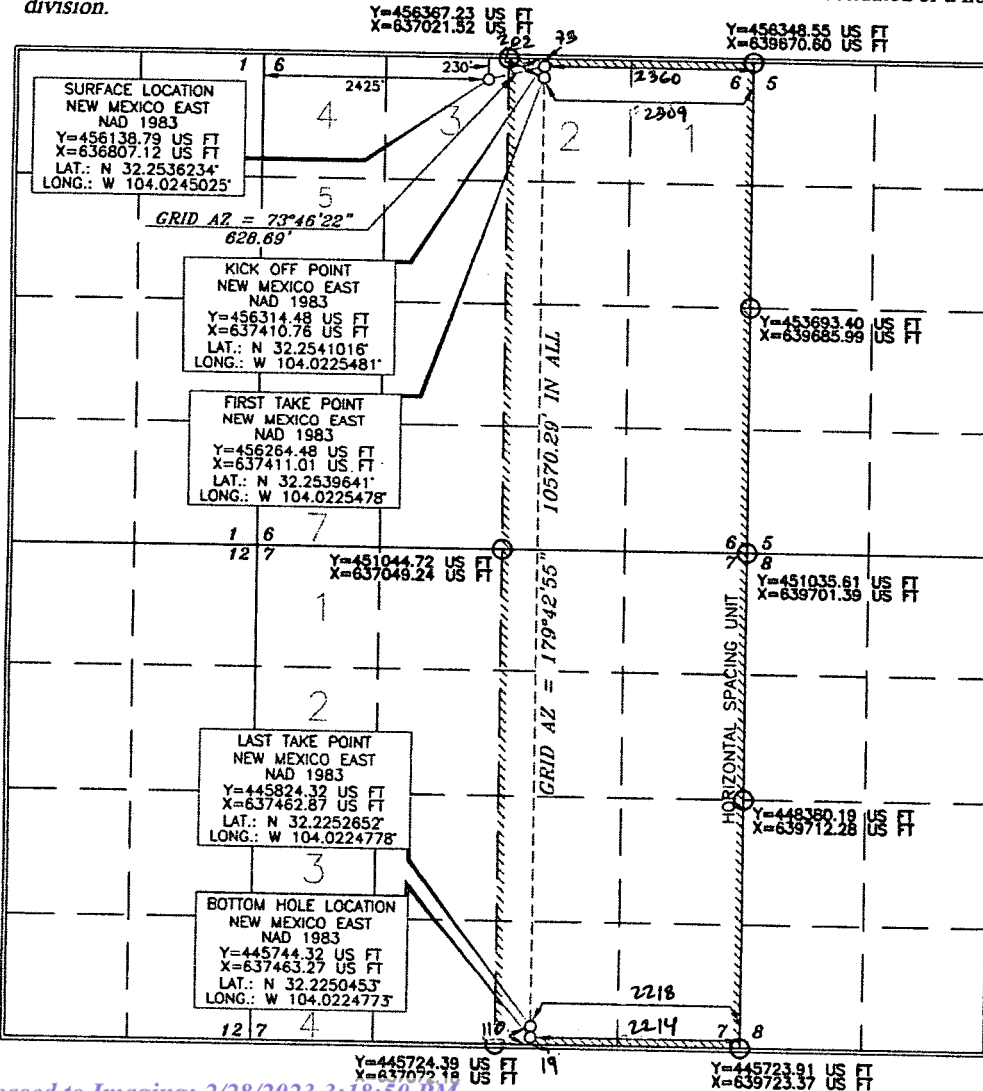 division.
Y=456367.23 US FT
X=637021.52 US FT
Y=456348.55 US FT
X=639670.60 US FT
202
73
1 6
230'
2425'
2360
2309
6 5
4
3
2
1
SURFACE LOCATION
NEW MEXICO EAST
NAD 1983
Y=456138.79 US FT
X=636807.12 US FT
LAT.: N 32.2536234°
LONG.: W 104.0245025°
5
GRID AZ = 73°46'22"
628.69'
KICK OFF POINT
NEW MEXICO EAST
NAD 1983
Y=456314.48 US FT
X=637410.76 US FT
LAT.: N 32.2541016°
LONG.: W 104.0225481°
Y=453693.40 US FT
X=639685.99 US FT
FIRST TAKE POINT
NEW MEXICO EAST
NAD 1983
Y=456264.48 US FT
X=637411.01 US FT
LAT.: N 32.2539641°
LONG.: W 104.0225478°
GRID AZ = 179°42'55" 10570.29' IN ALL
7
1 6
12 7
6 5
7 8
Y=451044.72 US FT
X=637049.24 US FT
Y=451035.61 US FT
X=639701.39 US FT
1
HORIZONTAL SPACING UNIT
2
LAST TAKE POINT
NEW MEXICO EAST
NAD 1983
Y=445824.32 US FT
X=637462.87 US FT
LAT.: N 32.2252652°
LONG.: W 104.0224778°
Y=448380.19 US FT
X=639712.28 US FT
3
BOTTOM HOLE LOCATION
NEW MEXICO EAST
NAD 1983
Y=445744.32 US FT
X=637463.27 US FT
LAT.: N 32.2250453°
LONG.: W 104.0224773°
2218
2214
12 7
4
110
19
7 8
Y=445724.39 US FT
X=637072.18 US FT
Y=445723.91 US FT
X=639723.37 US FT
to Imaging: 2/28/2023 3:18:50 PM